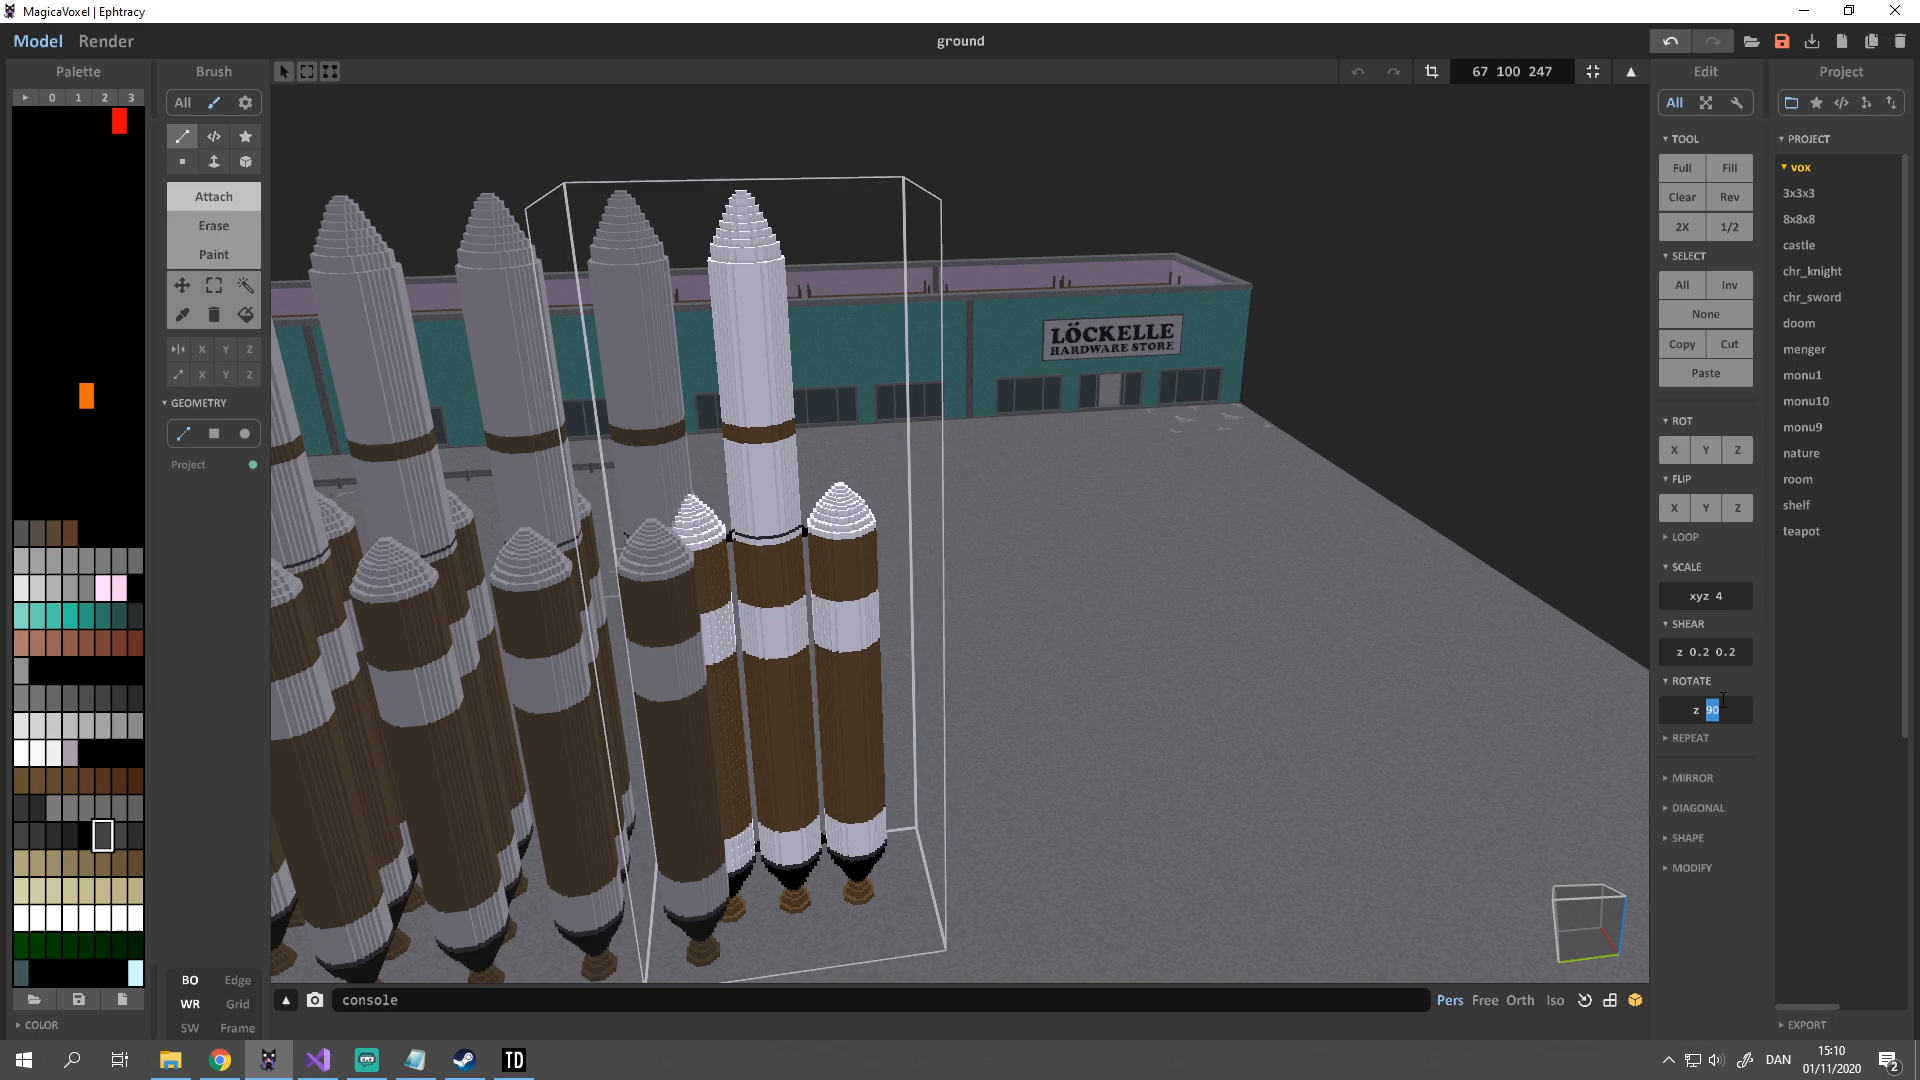 MagicaVoxel | Ephtracy
Model Render
ground
Palette
0 1 2 3
COLOR
Brush
All
Attach
Erase
Paint
X Y Z
X Y Z
GEOMETRY
Project
BO Edge
WR Grid
SW Frame
67 100 247
LÖCKELLE
HARDWARE STORE
console
Pers Free Orth Iso
Edit
All
TOOL
Full Fill
Clear Rev
2X 1/2
SELECT
All Inv
None
Copy Cut
Paste
ROT
X Y Z
FLIP
X Y Z
LOOP
SCALE
xyz 4
SHEAR
z 0.2 0.2
ROTATE
z 90
REPEAT
MIRROR
DIAGONAL
SHAPE
MODIFY
Project
PROJECT
vox
3x3x3
8x8x8
castle
chr_knight
chr_sword
doom
menger
monu1
monu10
monu9
nature
room
shelf
teapot
EXPORT
TD
DAN
15:10
01/11/2020
2